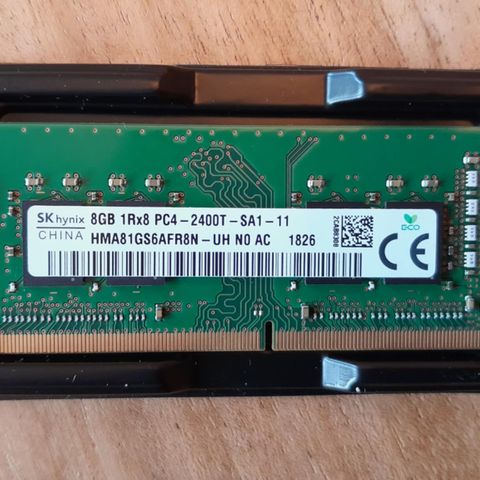 SK hynix 8GB 1Rx8 PC4-2400T-SA1-11
CHINA HMA81GS6AFR8N-UH N0 AC 1826
ECO
CE